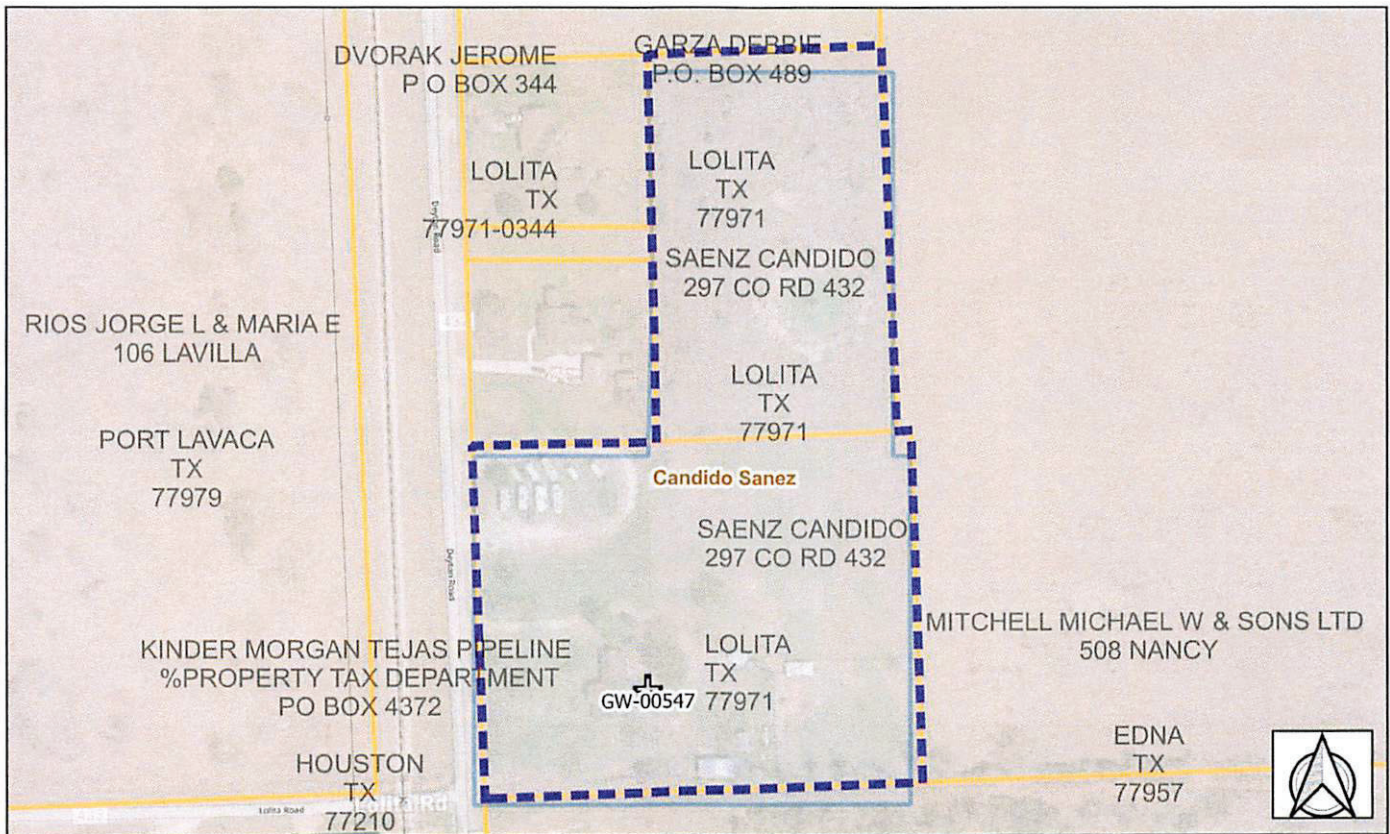 DVORAK JEROME
P O BOX 344
LOLITA
TX
77971-0344
GARZA DEBBIE
P.O. BOX 489
LOLITA
TX
77971
SAENZ CANDIDO
297 CO RD 432
LOLITA
TX
77971
RIOS JORGE L & MARIA E
106 LAVILLA
PORT LAVACA
TX
77979
Candido Sanez
SAENZ CANDIDO
297 CO RD 432
LOLITA
TX
77971
GW-00547
MITCHELL MICHAEL W & SONS LTD
508 NANCY
EDNA
TX
77957
KINDER MORGAN TEJAS PIPELINE
%PROPERTY TAX DEPARTMENT
PO BOX 4372
HOUSTON
TX
77210
Lolita Road